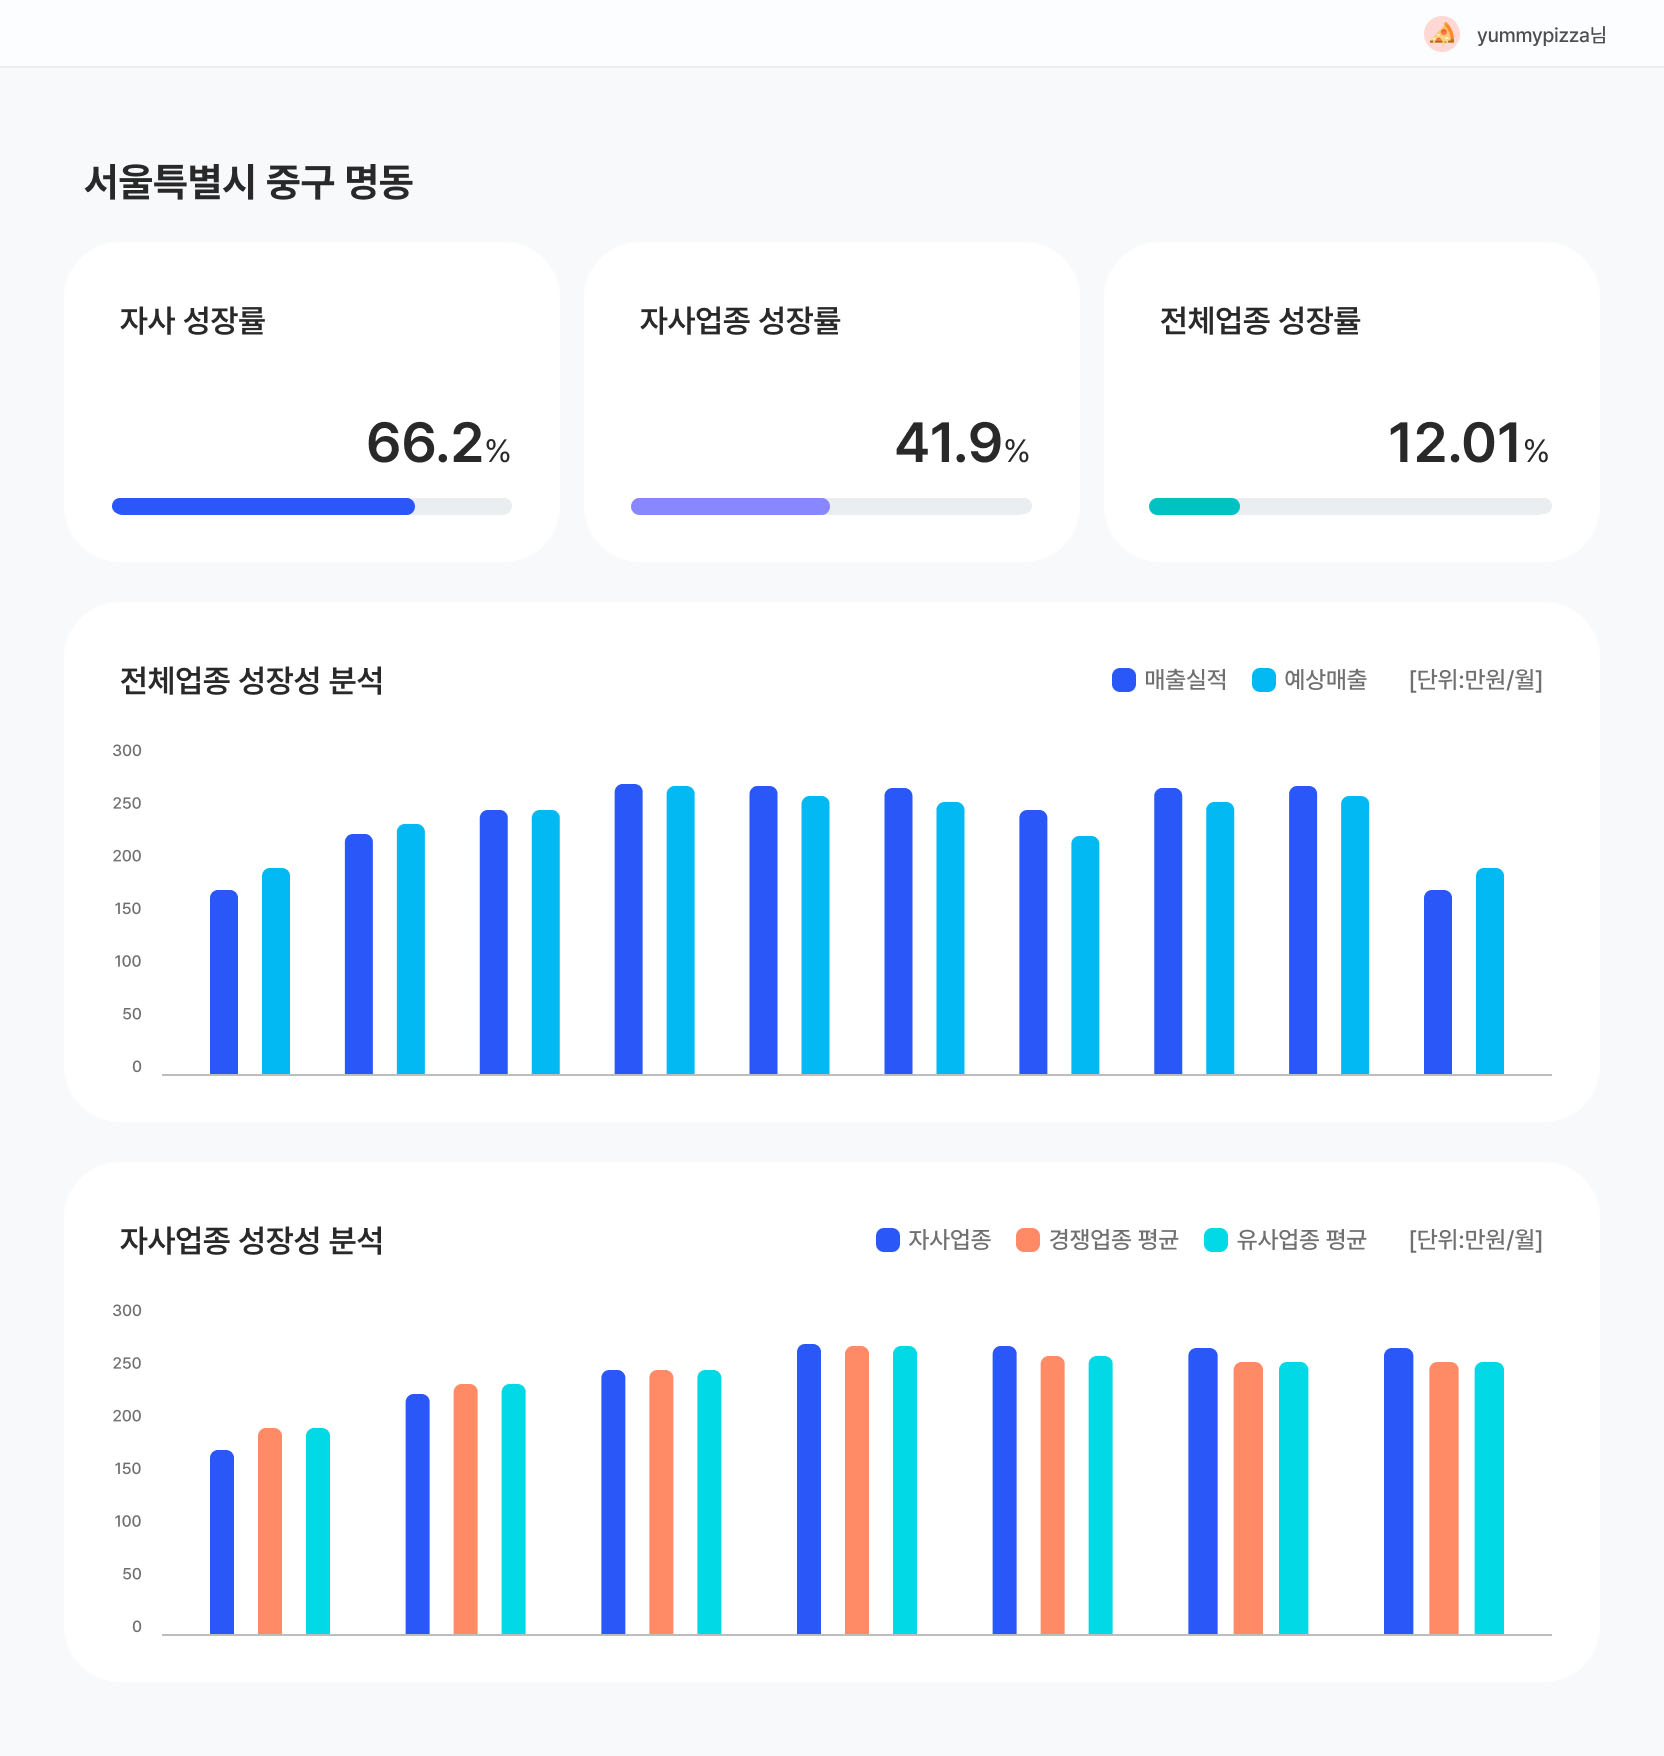 yummypizza님
서울특별시 중구 명동
자사 성장률
66.2%
자사업종 성장률
41.9%
전체업종 성장률
12.01%
전체업종 성장성 분석
매출실적 예상매출 [단위:만원/월]
300
250
200
150
100
50
0
자사업종 성장성 분석
자사업종 경쟁업종 평균 유사업종 평균 [단위:만원/월]
300
250
200
150
100
50
0